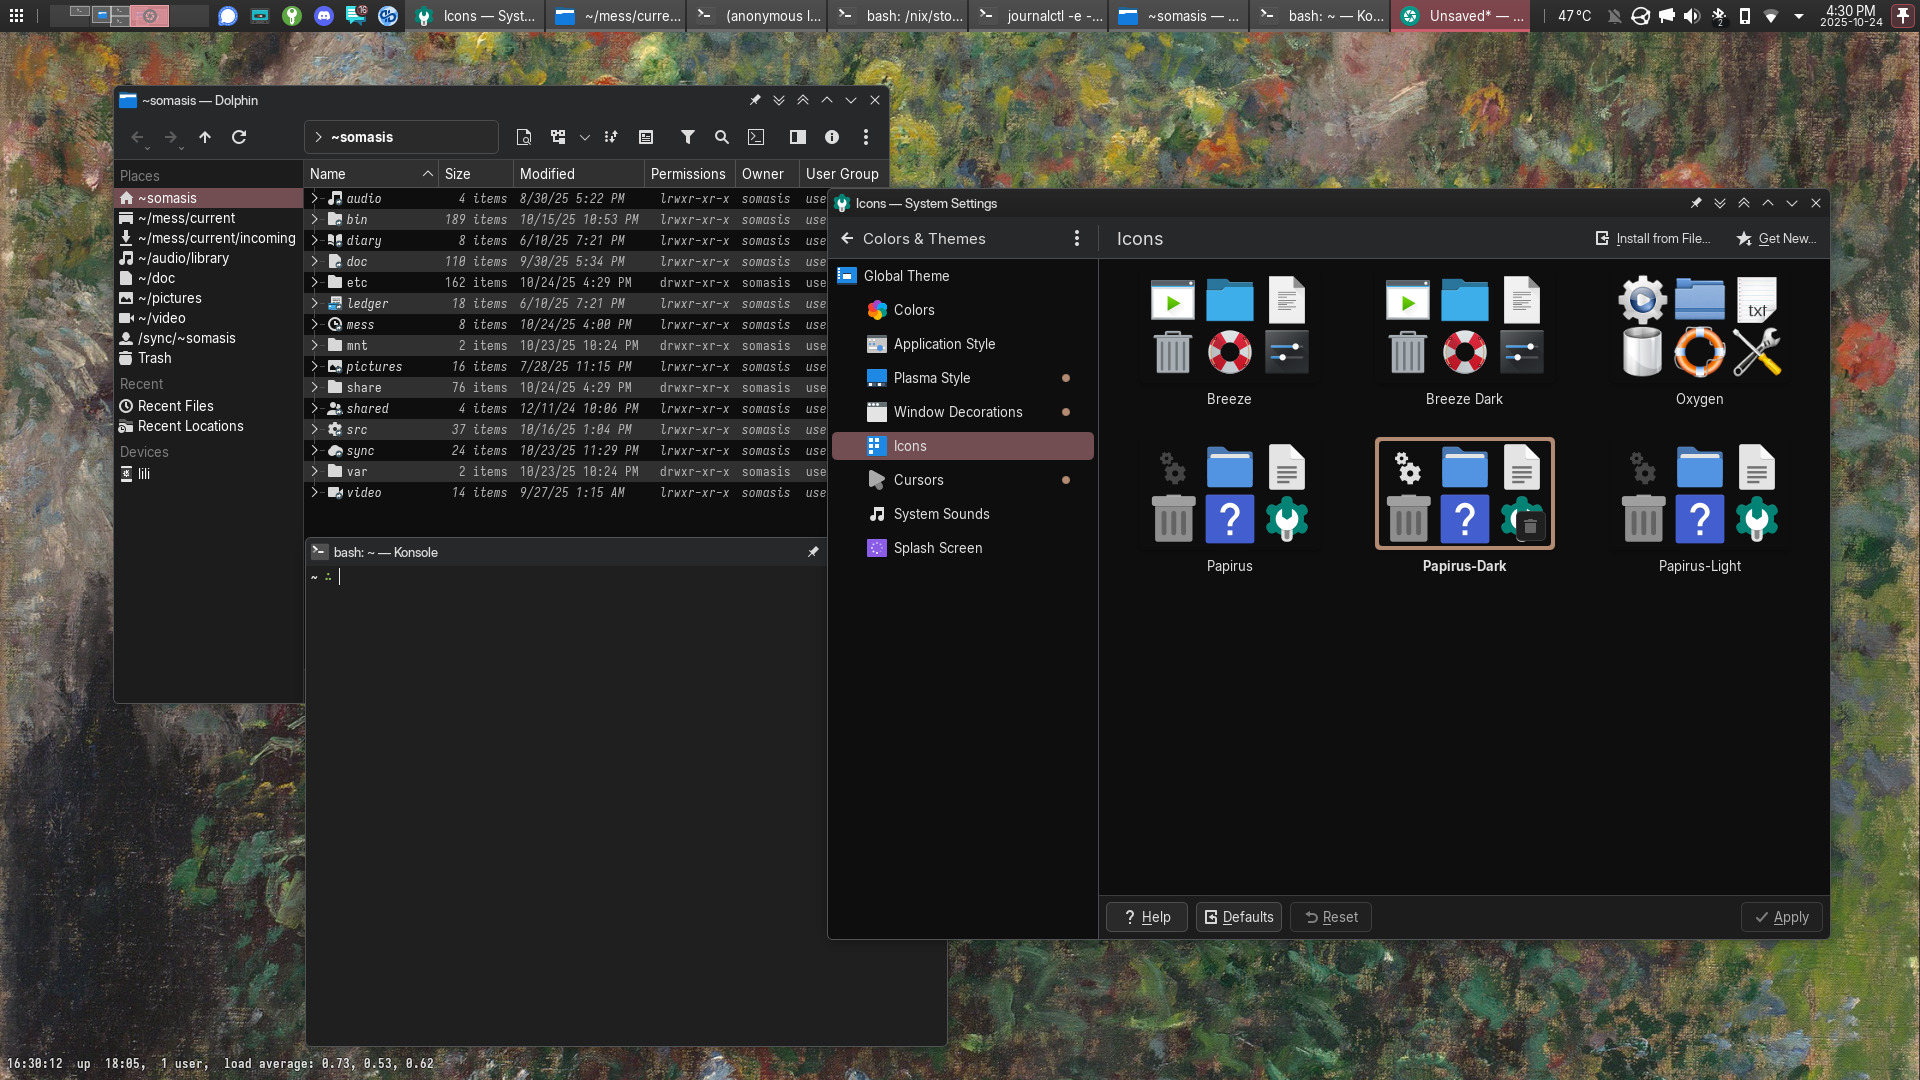 16
Icons — Syst...
~/mess/curre...
(anonymous l...
bash: /nix/sto...
journalctl -e -...
~somasis — ...
bash: ~ — Ko...
Unsaved* — ...
47 °C
2
4:30 PM
2025-10-24
~somasis — Dolphin
~somasis
Places
~somasis
~/mess/current
~/mess/current/incoming
~/audio/library
~/doc
~/pictures
~/video
/sync/~somasis
Trash
Recent
Recent Files
Recent Locations
Devices
lili
Name Size Modified Permissions Owner User Group
audio 4 items 8/30/25 5:22 PM lrwxr-xr-x somasis use
bin 189 items 10/15/25 10:53 PM lrwxr-xr-x somasis use
diary 8 items 6/10/25 7:21 PM lrwxr-xr-x somasis use
doc 110 items 9/30/25 5:34 PM lrwxr-xr-x somasis use
etc 162 items 10/24/25 4:29 PM drwxr-xr-x somasis use
ledger 18 items 6/10/25 7:21 PM lrwxr-xr-x somasis use
mess 8 items 10/24/25 4:00 PM lrwxr-xr-x somasis use
mnt 2 items 10/23/25 10:24 PM drwxr-xr-x somasis use
pictures 16 items 7/28/25 11:15 PM lrwxr-xr-x somasis use
share 76 items 10/24/25 4:29 PM drwxr-xr-x somasis use
shared 4 items 12/11/24 10:06 PM lrwxr-xr-x somasis use
src 37 items 10/16/25 1:04 PM lrwxr-xr-x somasis use
sync 24 items 10/23/25 11:29 PM lrwxr-xr-x somasis use
var 2 items 10/23/25 10:24 PM drwxr-xr-x somasis use
video 14 items 9/27/25 1:15 AM lrwxr-xr-x somasis use
bash: ~ — Konsole
~ ∴
Icons — System Settings
Colors & Themes
Icons
Install from File...
Get New...
Global Theme
Colors
Application Style
Plasma Style
Window Decorations
Icons
Cursors
System Sounds
Splash Screen
txt
Breeze
Breeze Dark
Oxygen
Papirus
Papirus-Dark
Papirus-Light
? Help
Defaults
Reset
Apply
16:30:12 up 18:05, 1 user, load average: 0.73, 0.53, 0.62